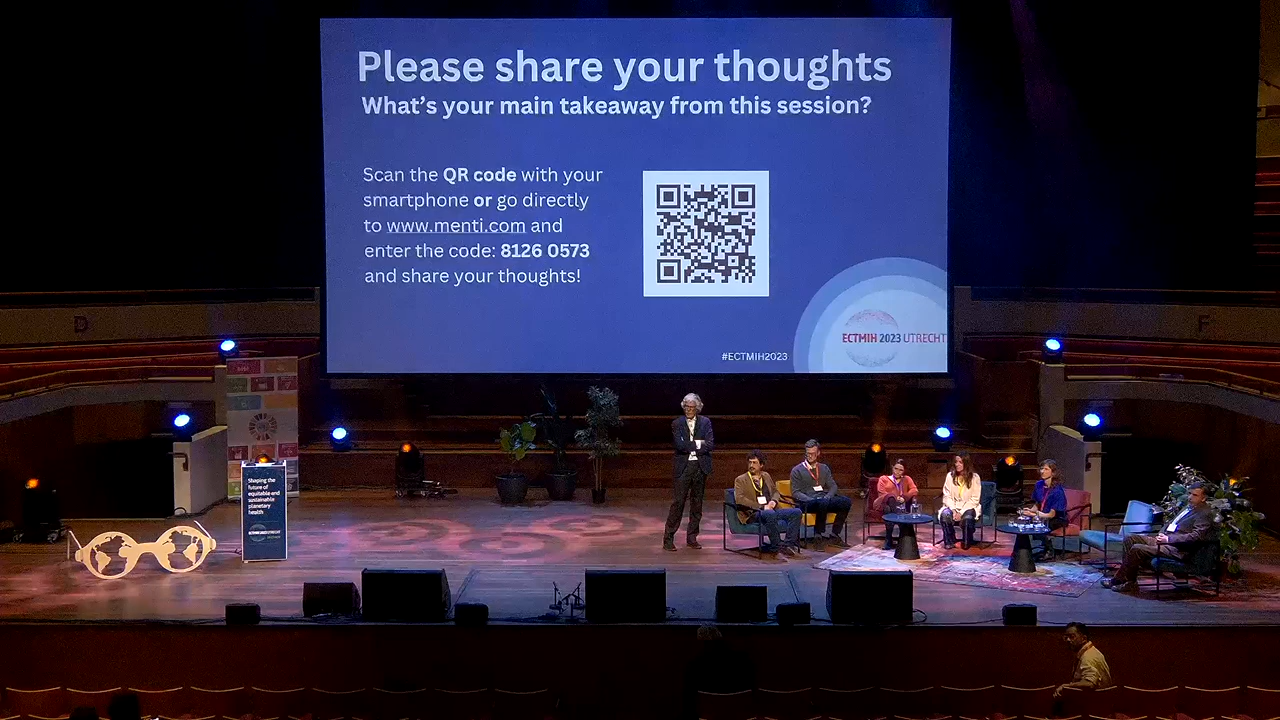 Please share your thoughts
What's your main takeaway from this session?
Scan the QR code with your
smartphone or go directly
to www.menti.com and
enter the code: 8126 0573
and share your thoughts!
ECTMIH 2023 UTRECHT
#ECTMIH2023
D
F
Shaping the
future of
equitable and
sustainable
planetary
health